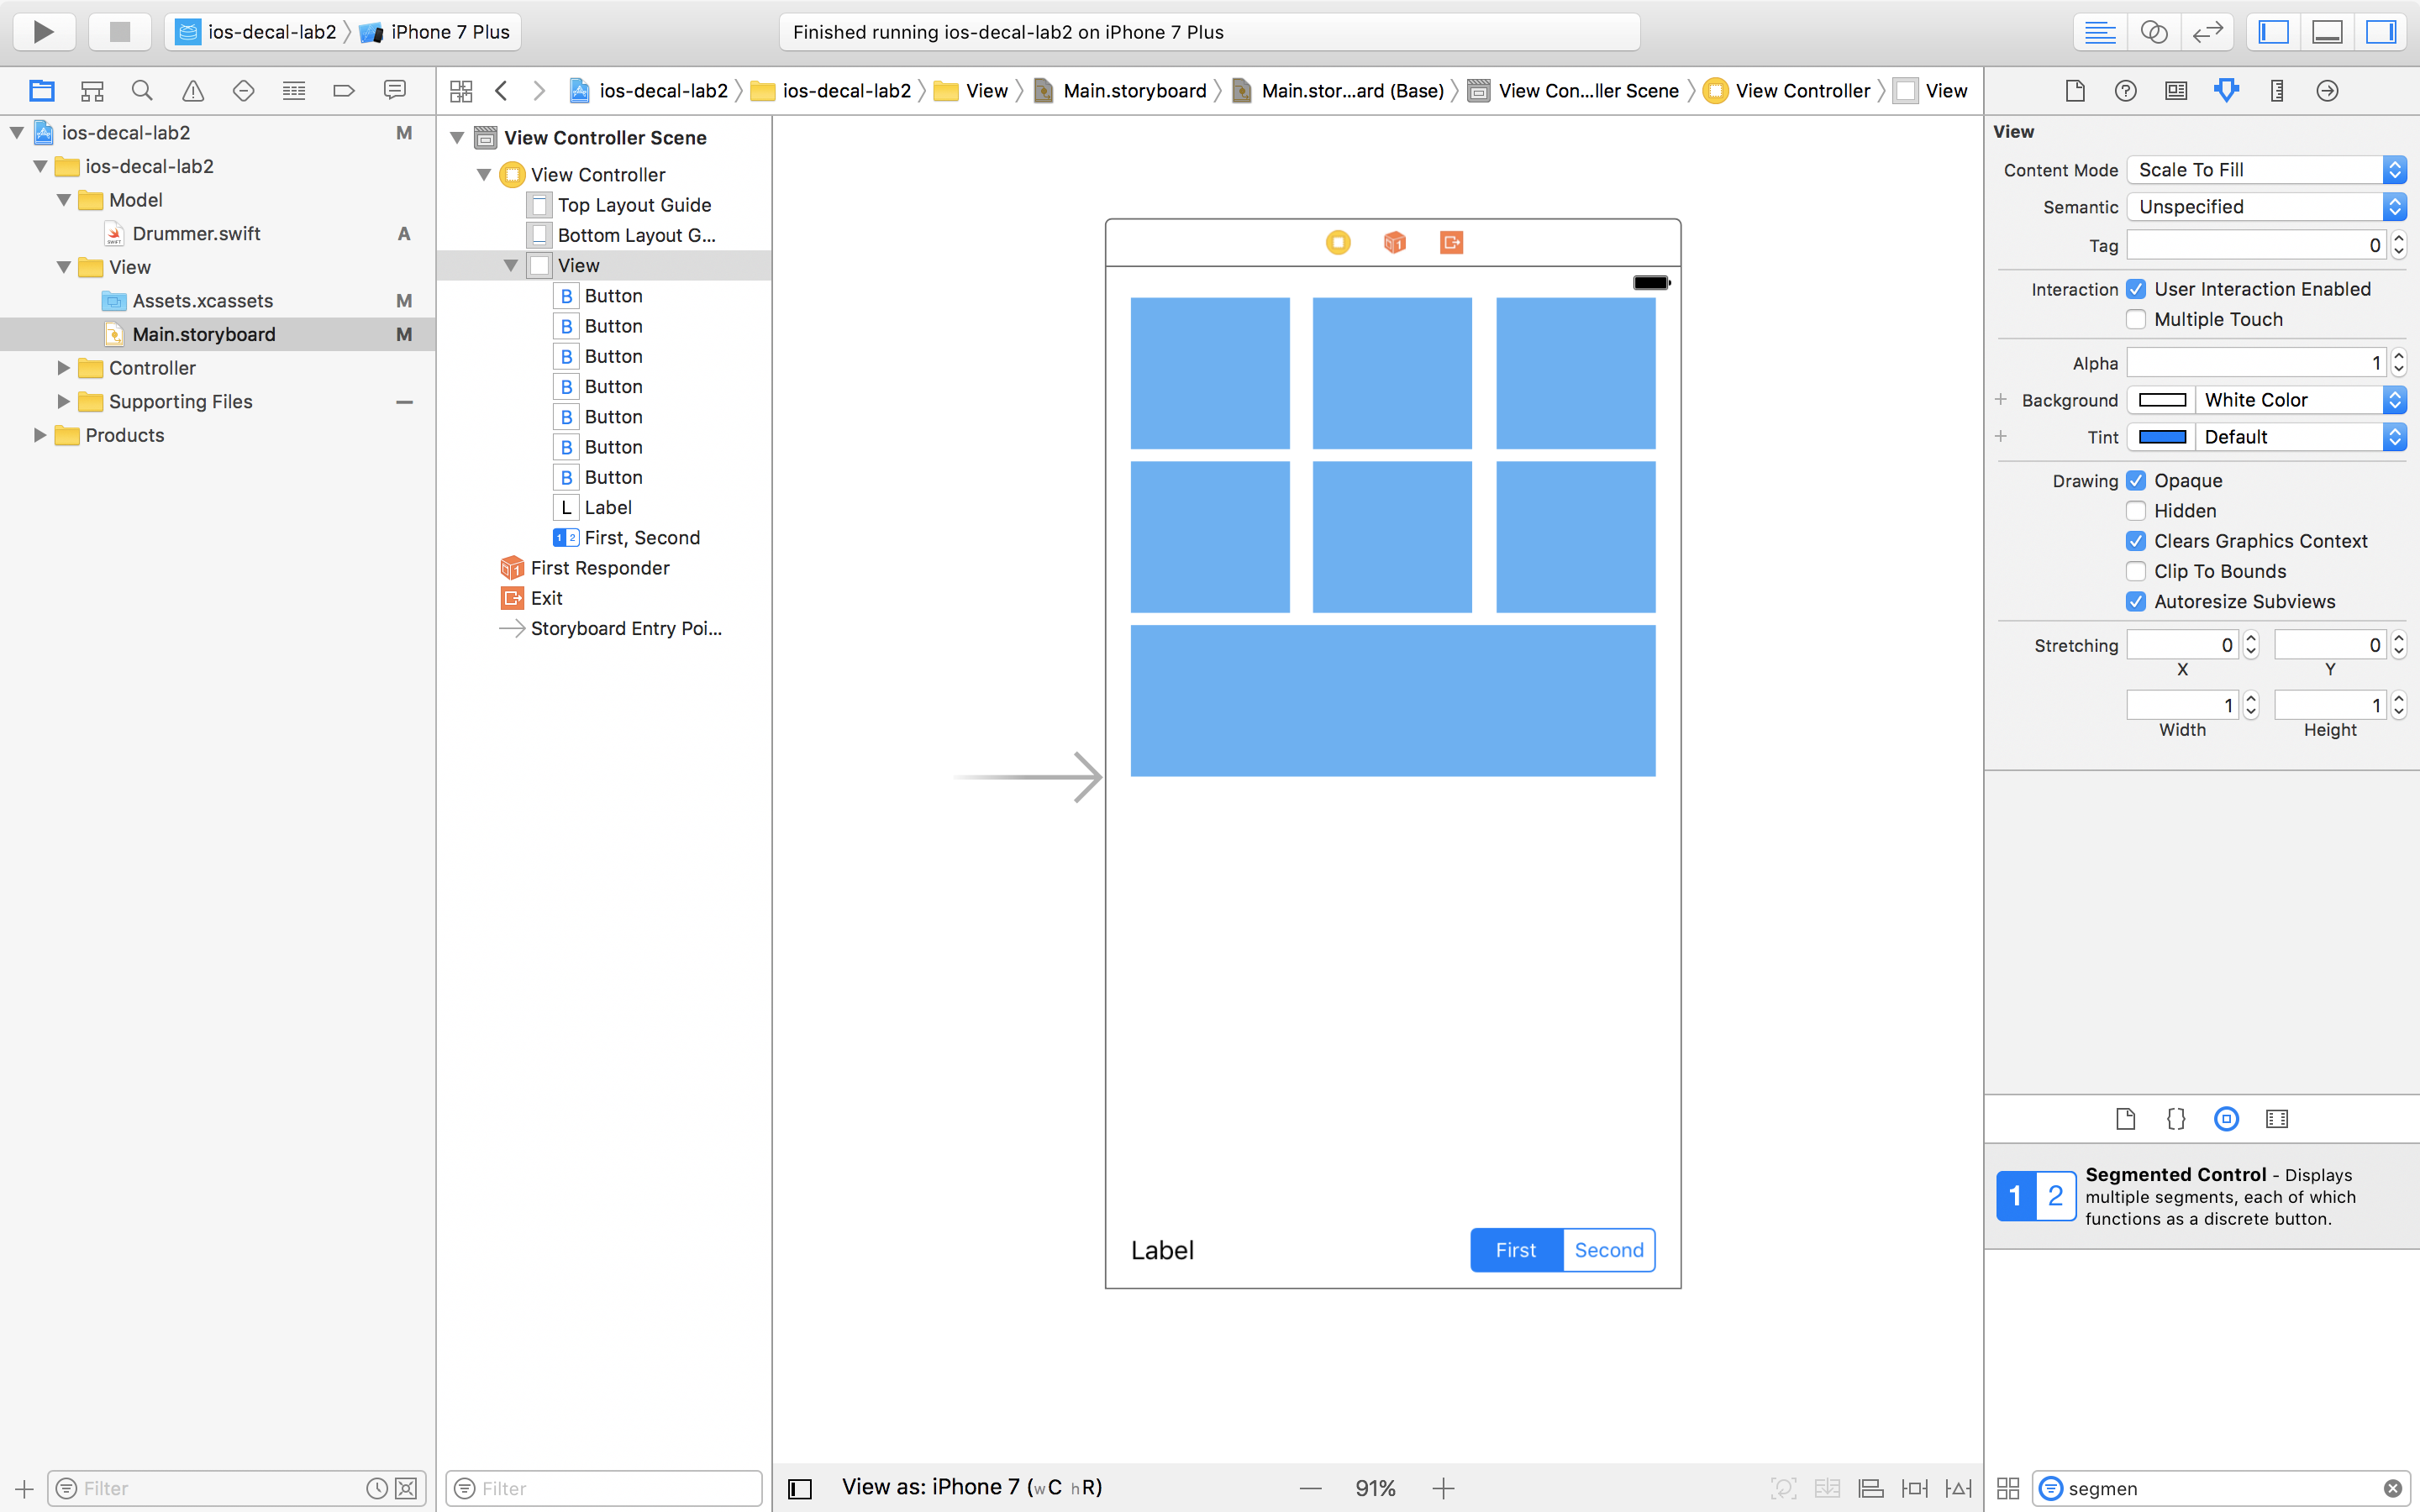 ios-decal-lab2 iPhone 7 Plus
Finished running ios-decal-lab2 on iPhone 7 Plus
ios-decal-lab2 ios-decal-lab2 View Main.storyboard Main.stor...ard (Base) View Con...ller Scene View Controller View
ios-decal-lab2 M
ios-decal-lab2
Model
Drummer.swift A
View
Assets.xcassets M
Main.storyboard M
Controller
Supporting Files
Products
Filter
View Controller Scene
View Controller
Top Layout Guide
Bottom Layout G...
View
B Button
B Button
B Button
B Button
B Button
B Button
B Button
L Label
1 2 First, Second
First Responder
Exit
Storyboard Entry Poi...
Filter
Label
First Second
View as: iPhone 7 (wC hR)
91%
View
Content Mode Scale To Fill
Semantic Unspecified
Tag 0
Interaction User Interaction Enabled
Multiple Touch
Alpha 1
Background White Color
Tint Default
Drawing Opaque
Hidden
Clears Graphics Context
Clip To Bounds
Autoresize Subviews
Stretching 0 0
X Y
1 1
Width Height
{}
1 2
Segmented Control - Displays
multiple segments, each of which
functions as a discrete button.
segmen